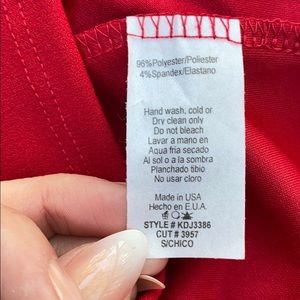 96%Polyester/Poliester
4%Spandex/Elastano
Hand wash, cold or
Dry clean only
Do not bleach
Lavar a mano en
Aqua fria secado
Al sol o a la sombra
Planchado tibio
No usar cloro
Made in USA
Hecho en E.U.A.
STYLE # KDJ3386
CUT # 3957
S/CHICO